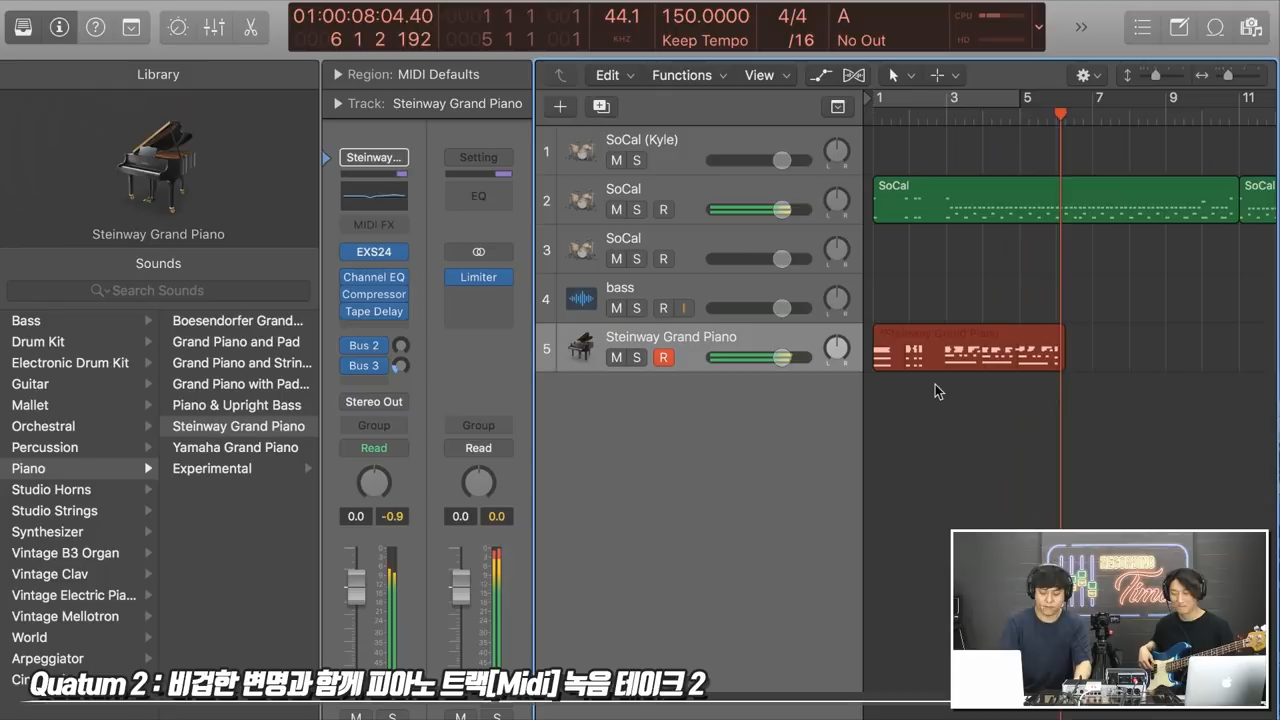 01:00:08:04.40
6 1 2 192
1 1 1
5 1 1 1
44.1
KHZ
150.0000
Keep Tempo
4/4
/16
A
No Out
CPU
HD
Library
Steinway Grand Piano
Sounds
Search Sounds
Bass
Drum Kit
Electronic Drum Kit
Guitar
Mallet
Orchestral
Percussion
Piano
Studio Horns
Studio Strings
Synthesizer
Vintage B3 Organ
Vintage Clav
Vintage Electric Pia...
Vintage Mellotron
World
Arpeggiator
Boesendorfer Grand...
Grand Piano and Pad
Grand Piano and Strin...
Grand Piano with Pad...
Piano & Upright Bass
Steinway Grand Piano
Yamaha Grand Piano
Experimental
Region: MIDI Defaults
Track: Steinway Grand Piano
Steinway...
MIDI FX
EXS24
Channel EQ
Compressor
Tape Delay
Bus 2
Bus 3
Stereo Out
Group
Read
0.0 -0.9
M S
Setting
EQ
Limiter
Group
Read
0.0 0.0
M S
Edit Functions View
1 3 5 7 9 11
1 SoCal (Kyle)
M S
2 SoCal
M S R
3 SoCal
M S R
4 bass
M S R I
5 Steinway Grand Piano
M S R
L R
SoCal
SoCal
Steinway Grand Piano
RECORDING
Time
Quatum 2 : 비겁한 변명과 함께 피아노 트랙[Midi] 녹음 테이크 2